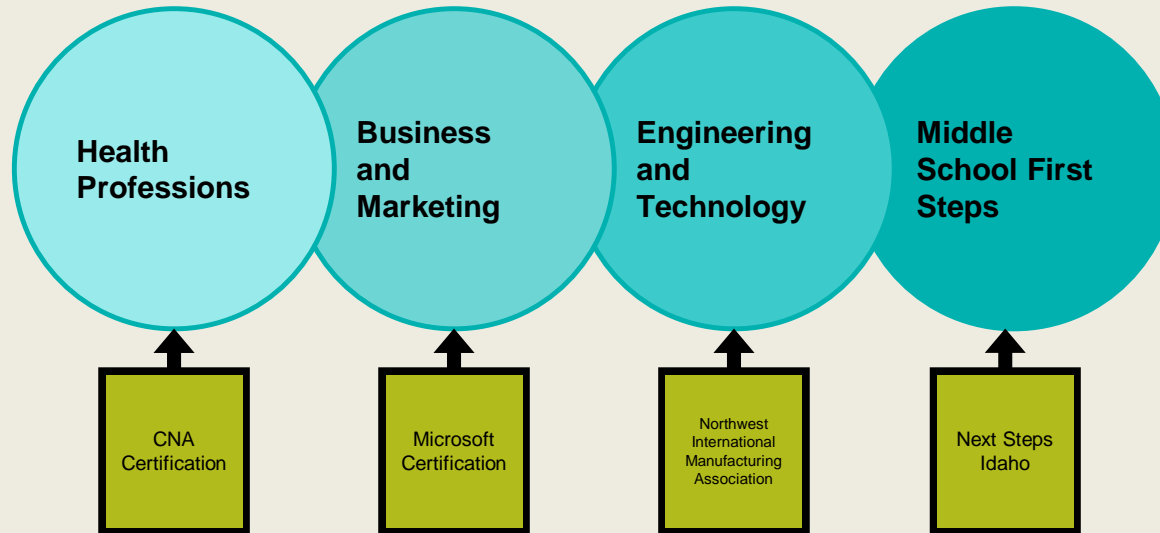 Health
Professions
Business
and
Marketing
Engineering
and
Technology
Middle
School First
Steps
CNA
Certification
Microsoft
Certification
Northwest
International
Manufacturing
Association
Next Steps
Idaho